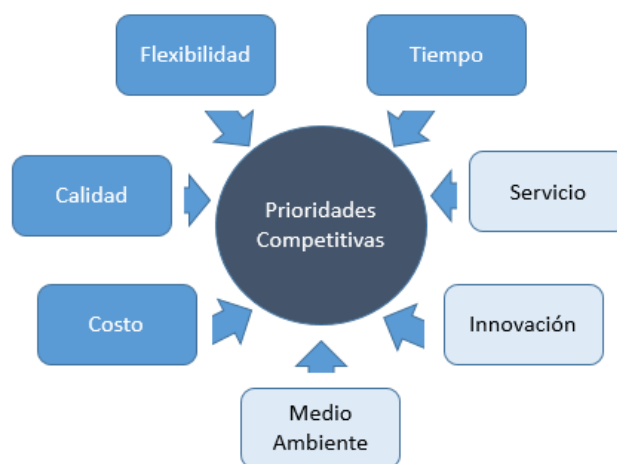 Flexibilidad
Tiempo
Calidad
Prioridades
Competitivas
Servicio
Costo
Innovación
Medio
Ambiente